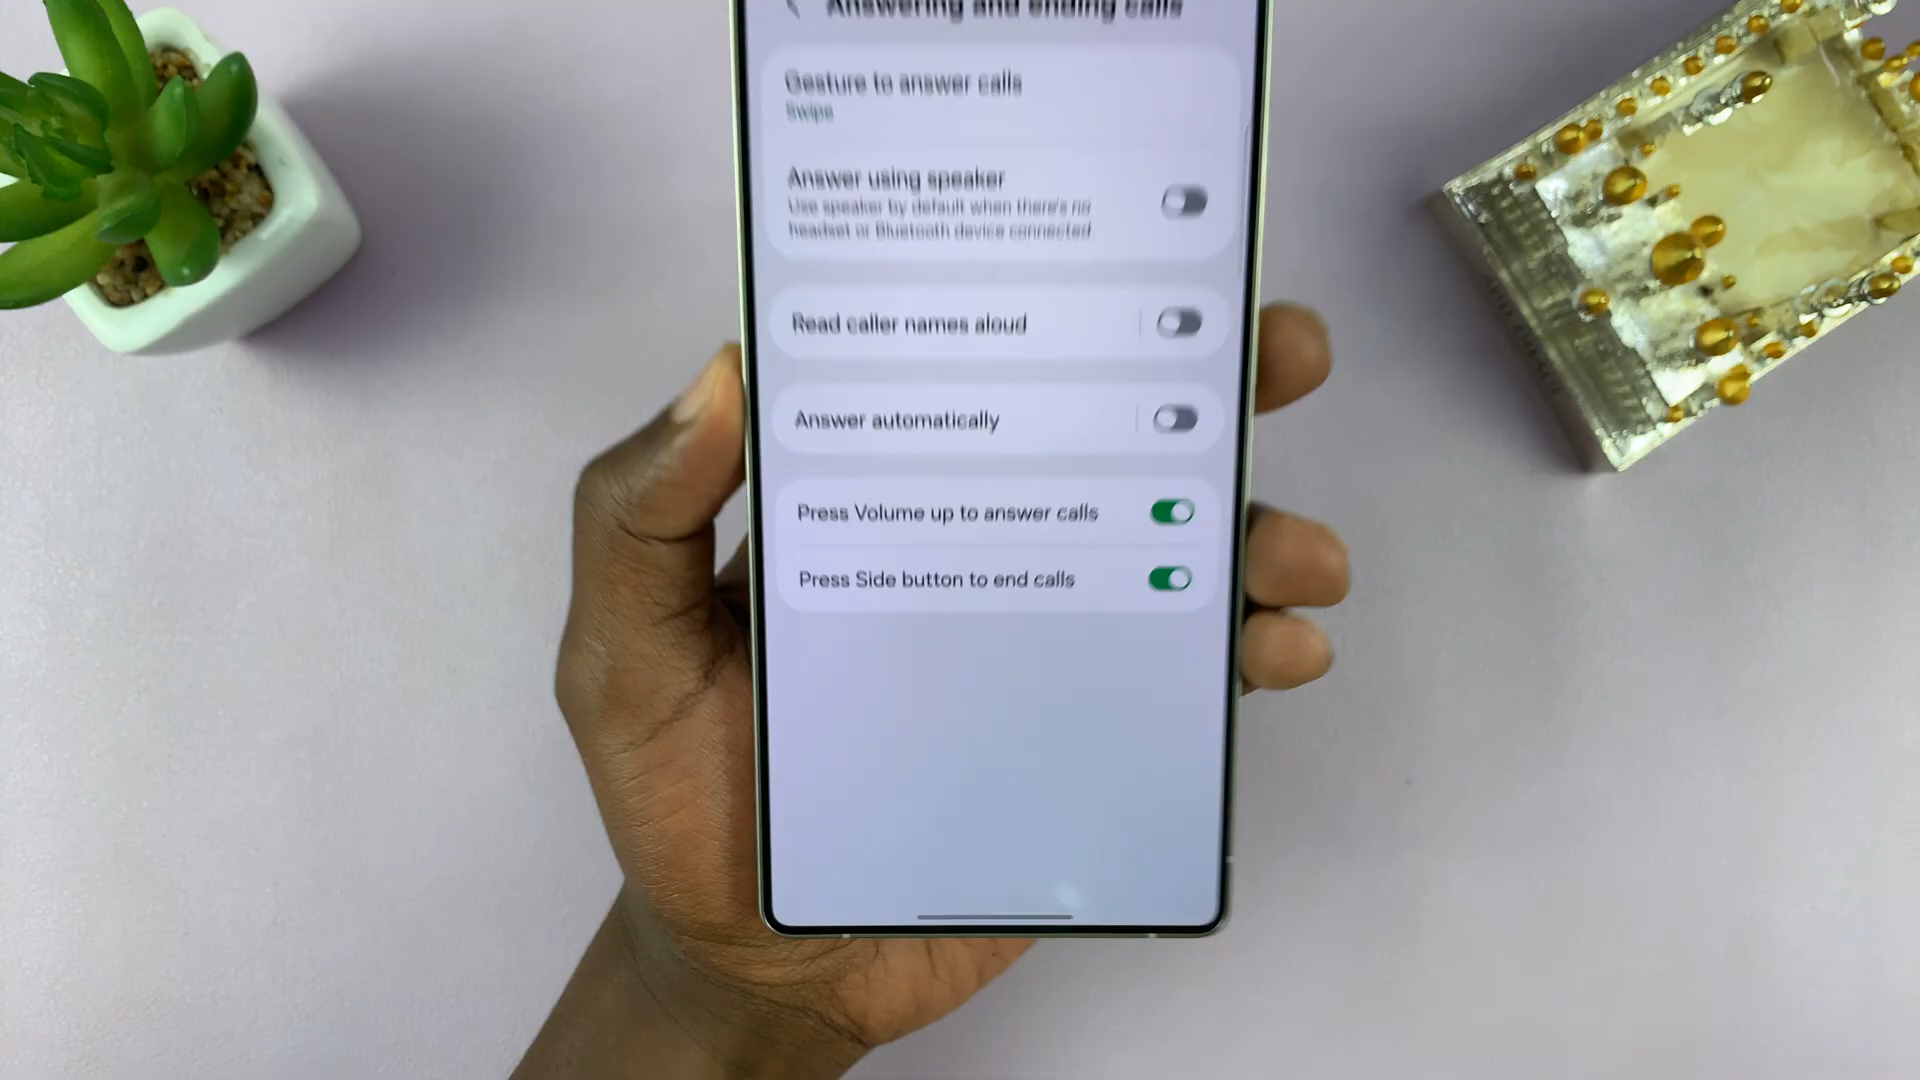 Answering and ending calls
Gesture to answer calls
Swipe
Answer using speaker
Use speaker by default when there's no
headset or Bluetooth device connected.
Read caller names aloud
Answer automatically
Press Volume up to answer calls
Press Side button to end calls